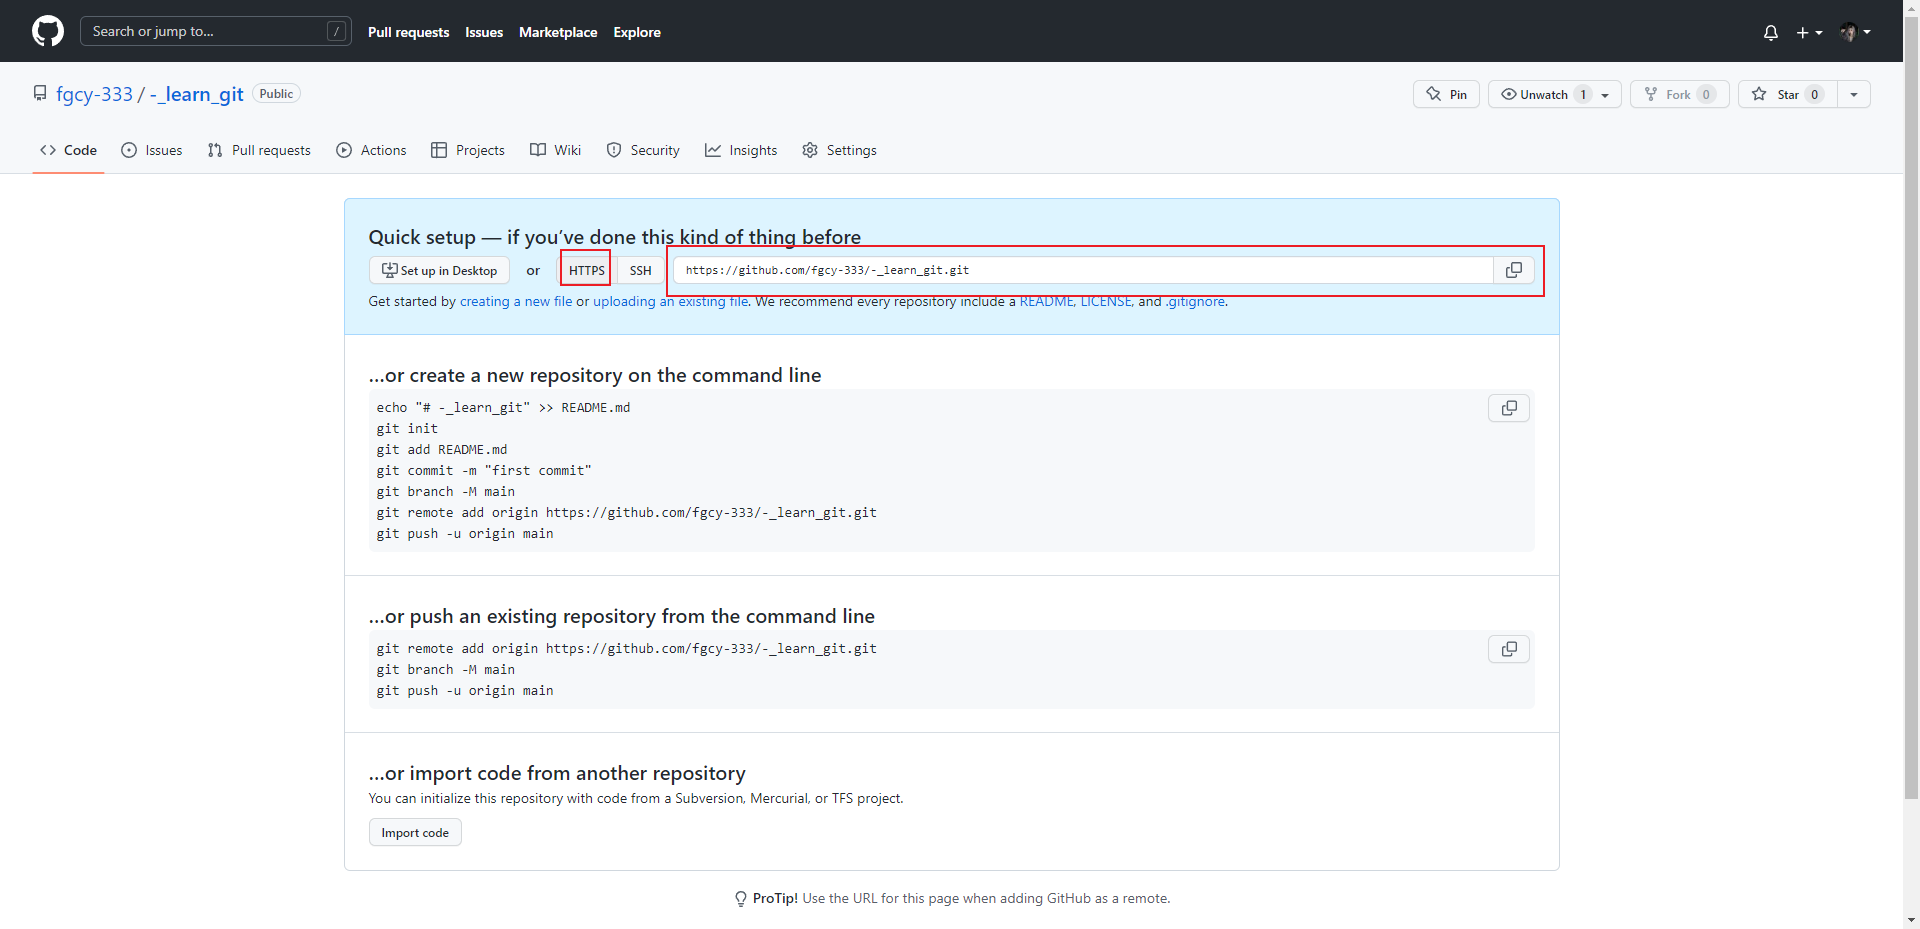 Search or jump to... /
Pull requests Issues Marketplace Explore
fgcy-333 / -_learn_git Public
Pin Unwatch 1 Fork 0 Star 0
Code Issues Pull requests Actions Projects Wiki Security Insights Settings
Quick setup — if you’ve done this kind of thing before
Set up in Desktop or HTTPS SSH https://github.com/fgcy-333/-_learn_git.git
Get started by creating a new file or uploading an existing file. We recommend every repository include a README, LICENSE, and .gitignore.
…or create a new repository on the command line
echo "# -_learn_git" >> README.md
git init
git add README.md
git commit -m "first commit"
git branch -M main
git remote add origin https://github.com/fgcy-333/-_learn_git.git
git push -u origin main
…or push an existing repository from the command line
git remote add origin https://github.com/fgcy-333/-_learn_git.git
git branch -M main
git push -u origin main
…or import code from another repository
You can initialize this repository with code from a Subversion, Mercurial, or TFS project.
Import code
ProTip! Use the URL for this page when adding GitHub as a remote.